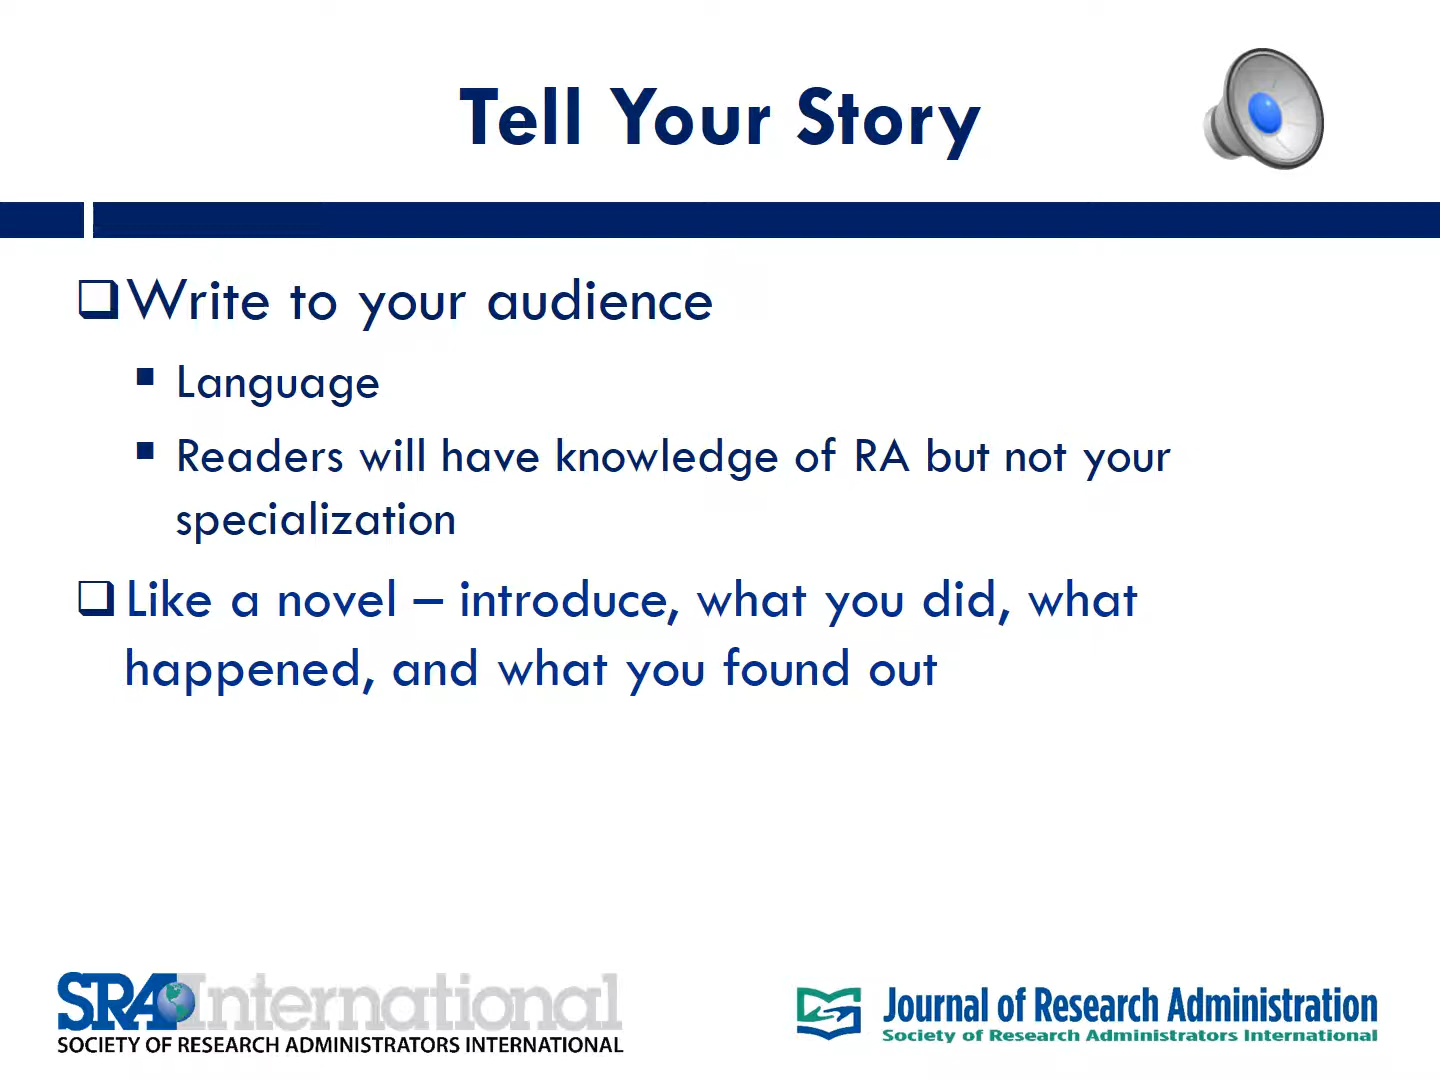 Tell Your Story
Write to your audience
Language
Readers will have knowledge of RA but not your
specialization
Like a novel – introduce, what you did, what
happened, and what you found out
SRA International
SOCIETY OF RESEARCH ADMINISTRATORS INTERNATIONAL
Journal of Research Administration
Society of Research Administrators International